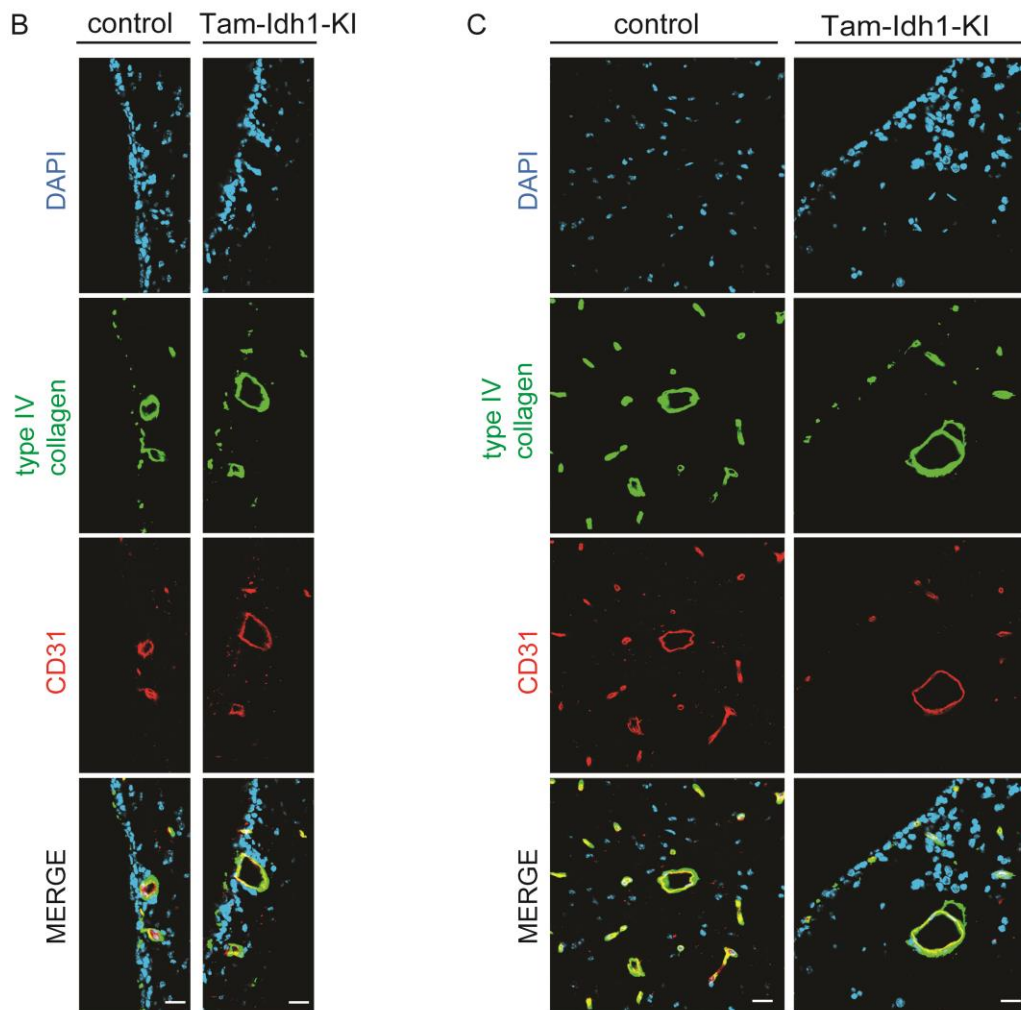 B
control
Tam-Idh1-KI
C
control
Tam-Idh1-KI
DAPI
type IV
collagen
CD31
MERGE
DAPI
type IV
collagen
CD31
MERGE